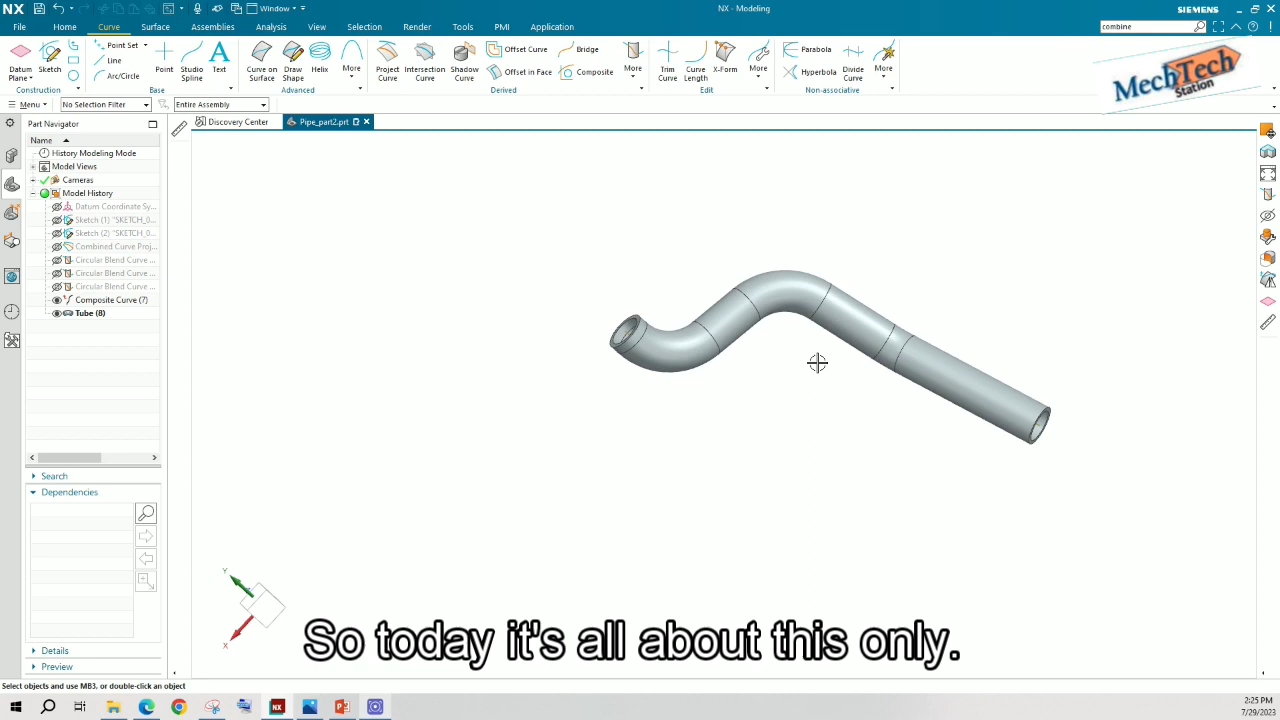 NX
Window
NX - Modeling
SIEMENS
File
Home
Curve
Surface
Assemblies
Analysis
View
Selection
Render
Tools
PMI
Application
combine
Datum Plane
Sketch
Point Set
Line
Arc/Circle
Point
Studio Spline
Text
Curve on Surface
Draw Shape
Helix
More
Project Curve
Intersection Curve
Shadow Curve
Offset Curve
Offset in Face
Bridge
Composite
More
Trim Curve
Curve Length
X-Form
More
Parabola
Hyperbola
Divide Curve
More
Construction
Base
Advanced
Derived
Edit
Non-associative
MechTech
Station
Menu
No Selection Filter
Entire Assembly
Part Navigator
Discovery Center
Pipe_part2.prt
Name
History Modeling Mode
Model Views
Cameras
Model History
Datum Coordinate Sy...
Sketch (1) "SKETCH_0...
Sketch (2) "SKETCH_0...
Combined Curve Proj...
Circular Blend Curve ...
Circular Blend Curve ...
Circular Blend Curve ...
Composite Curve (7)
Tube (8)
Search
Dependencies
Details
Preview
Y
X
So today it's all about this only.
Select objects and use MB3, or double-click an object
2:25 PM
7/29/2023